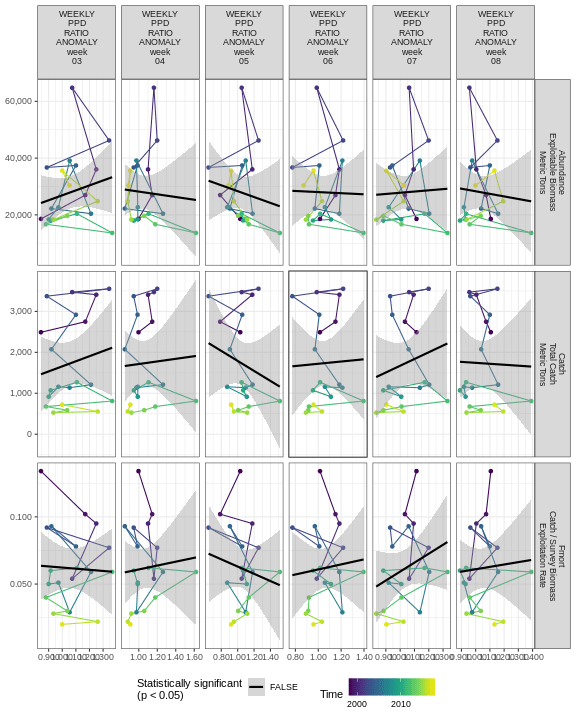 WEEKLY
PPD
RATIO
ANOMALY
week
03
WEEKLY
PPD
RATIO
ANOMALY
week
04
WEEKLY
PPD
RATIO
ANOMALY
week
05
WEEKLY
PPD
RATIO
ANOMALY
week
06
WEEKLY
PPD
RATIO
ANOMALY
week
07
WEEKLY
PPD
RATIO
ANOMALY
week
08
60,000
40,000
20,000
Abundance
Exploitable Biomass
Metric Tons
3,000
2,000
1,000
0
Catch
Total Catch
Metric Tons
0.100
0.050
Fmort
Catch / Survey Biomass
Exploitation Rate
1.00 1.20 1.40 1.60
0.80 1.00 1.20 1.40
Statistically significant
(p < 0.05)
FALSE
Time
2000 2010